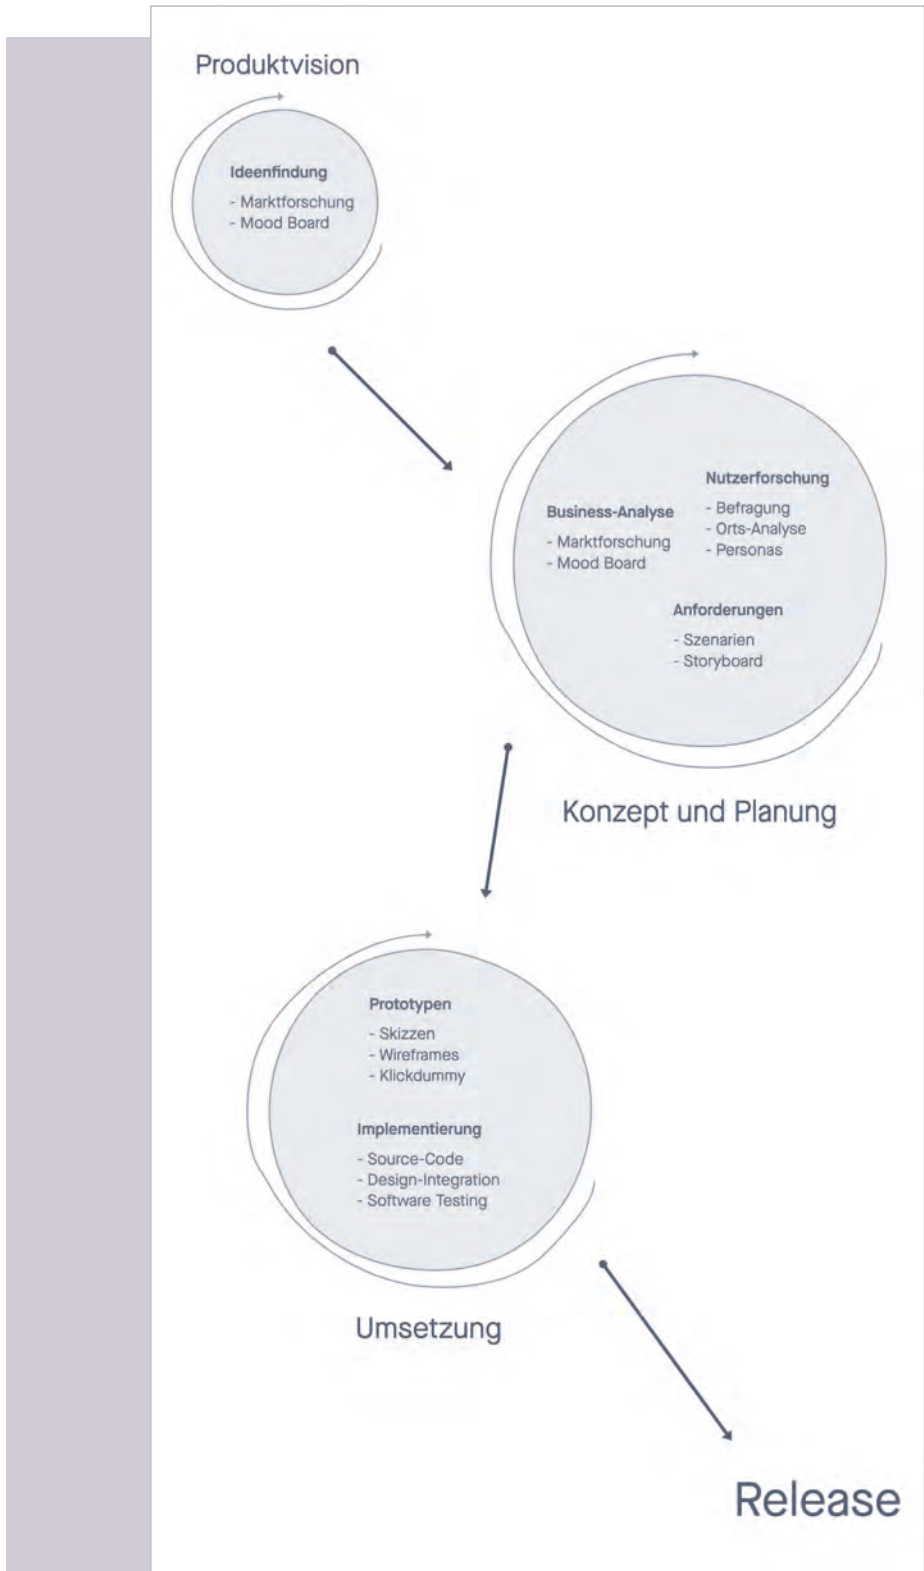 Produktvision
Ideenfindung
- Marktforschung
- Mood Board
Business-Analyse
- Marktforschung
- Mood Board
Nutzerforschung
- Befragung
- Orts-Analyse
- Personas
Anforderungen
- Szenarien
- Storyboard
Konzept und Planung
Prototypen
- Skizzen
- Wireframes
- Klickdummy
Implementierung
- Source-Code
- Design-Integration
- Software Testing
Umsetzung
Release